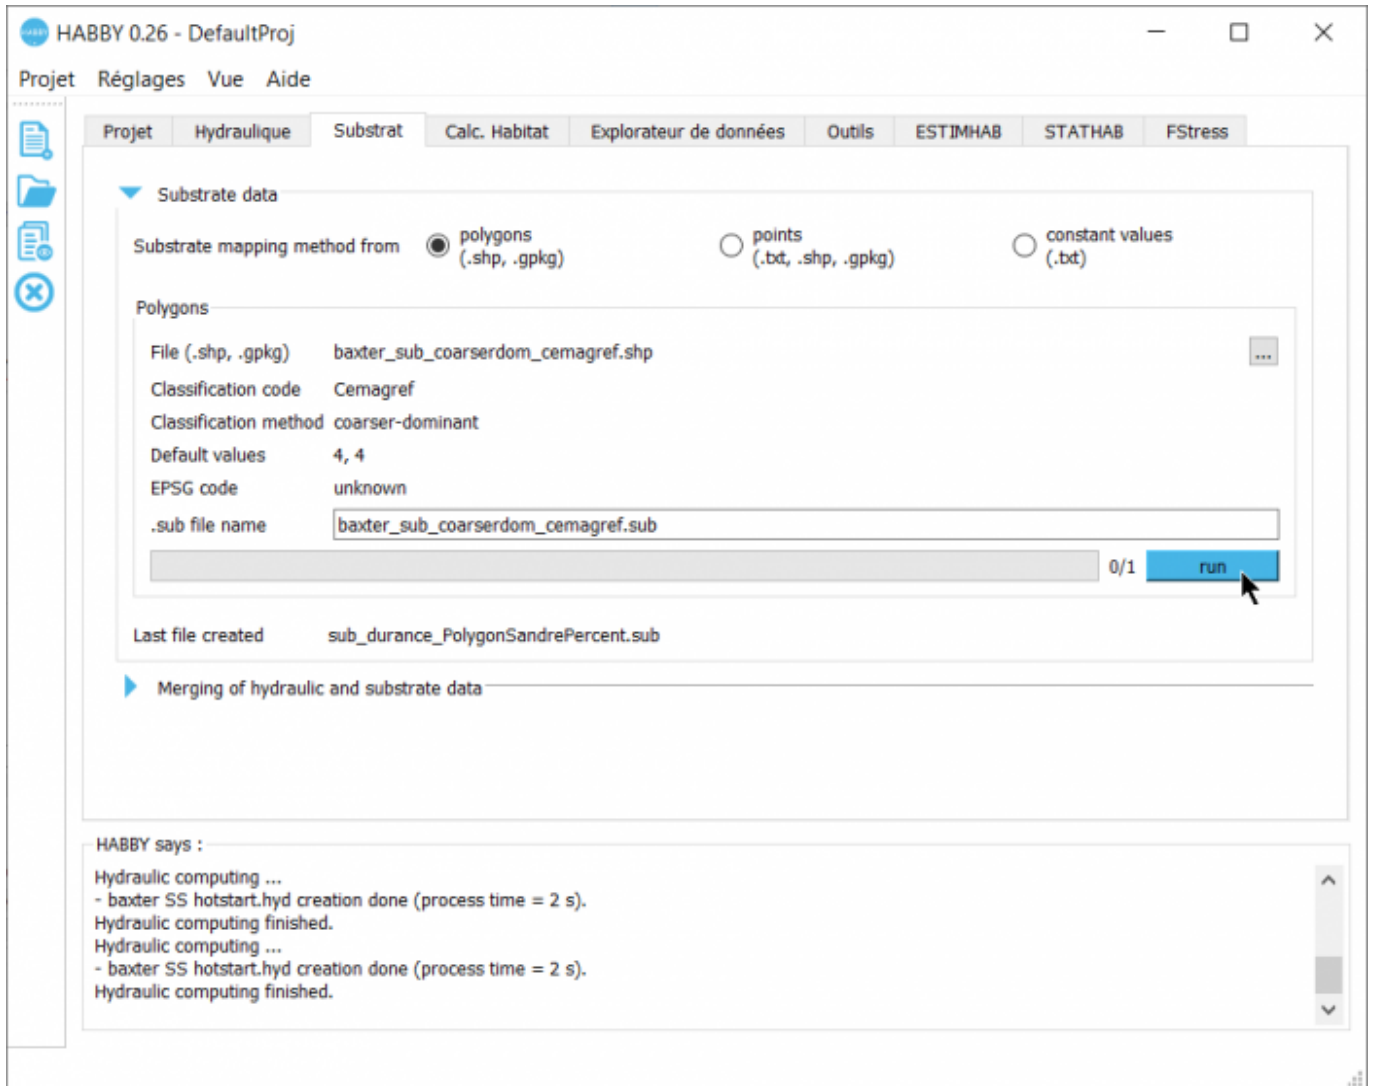 HABBY 0.26 - DefaultProj
Projet Réglages Vue Aide
Projet Hydraulique Substrat Calc. Habitat Explorateur de données Outils ESTIMHAB STATHAB FStress
Substrate data
Substrate mapping method from
polygons
(.shp, .gpkg)
points
(.txt, .shp, .gpkg)
constant values
(.txt)
Polygons
File (.shp, .gpkg) baxter_sub_coarserdom_cemagref.shp ...
Classification code Cemagref
Classification method coarser-dominant
Default values 4, 4
EPSG code unknown
.sub file name baxter_sub_coarserdom_cemagref.sub
0/1 run
Last file created sub_durance_PolygonSandrePercent.sub
Merging of hydraulic and substrate data
HABBY says :
Hydraulic computing ...
- baxter SS hotstart.hyd creation done (process time = 2 s).
Hydraulic computing finished.
Hydraulic computing ...
- baxter SS hotstart.hyd creation done (process time = 2 s).
Hydraulic computing finished.